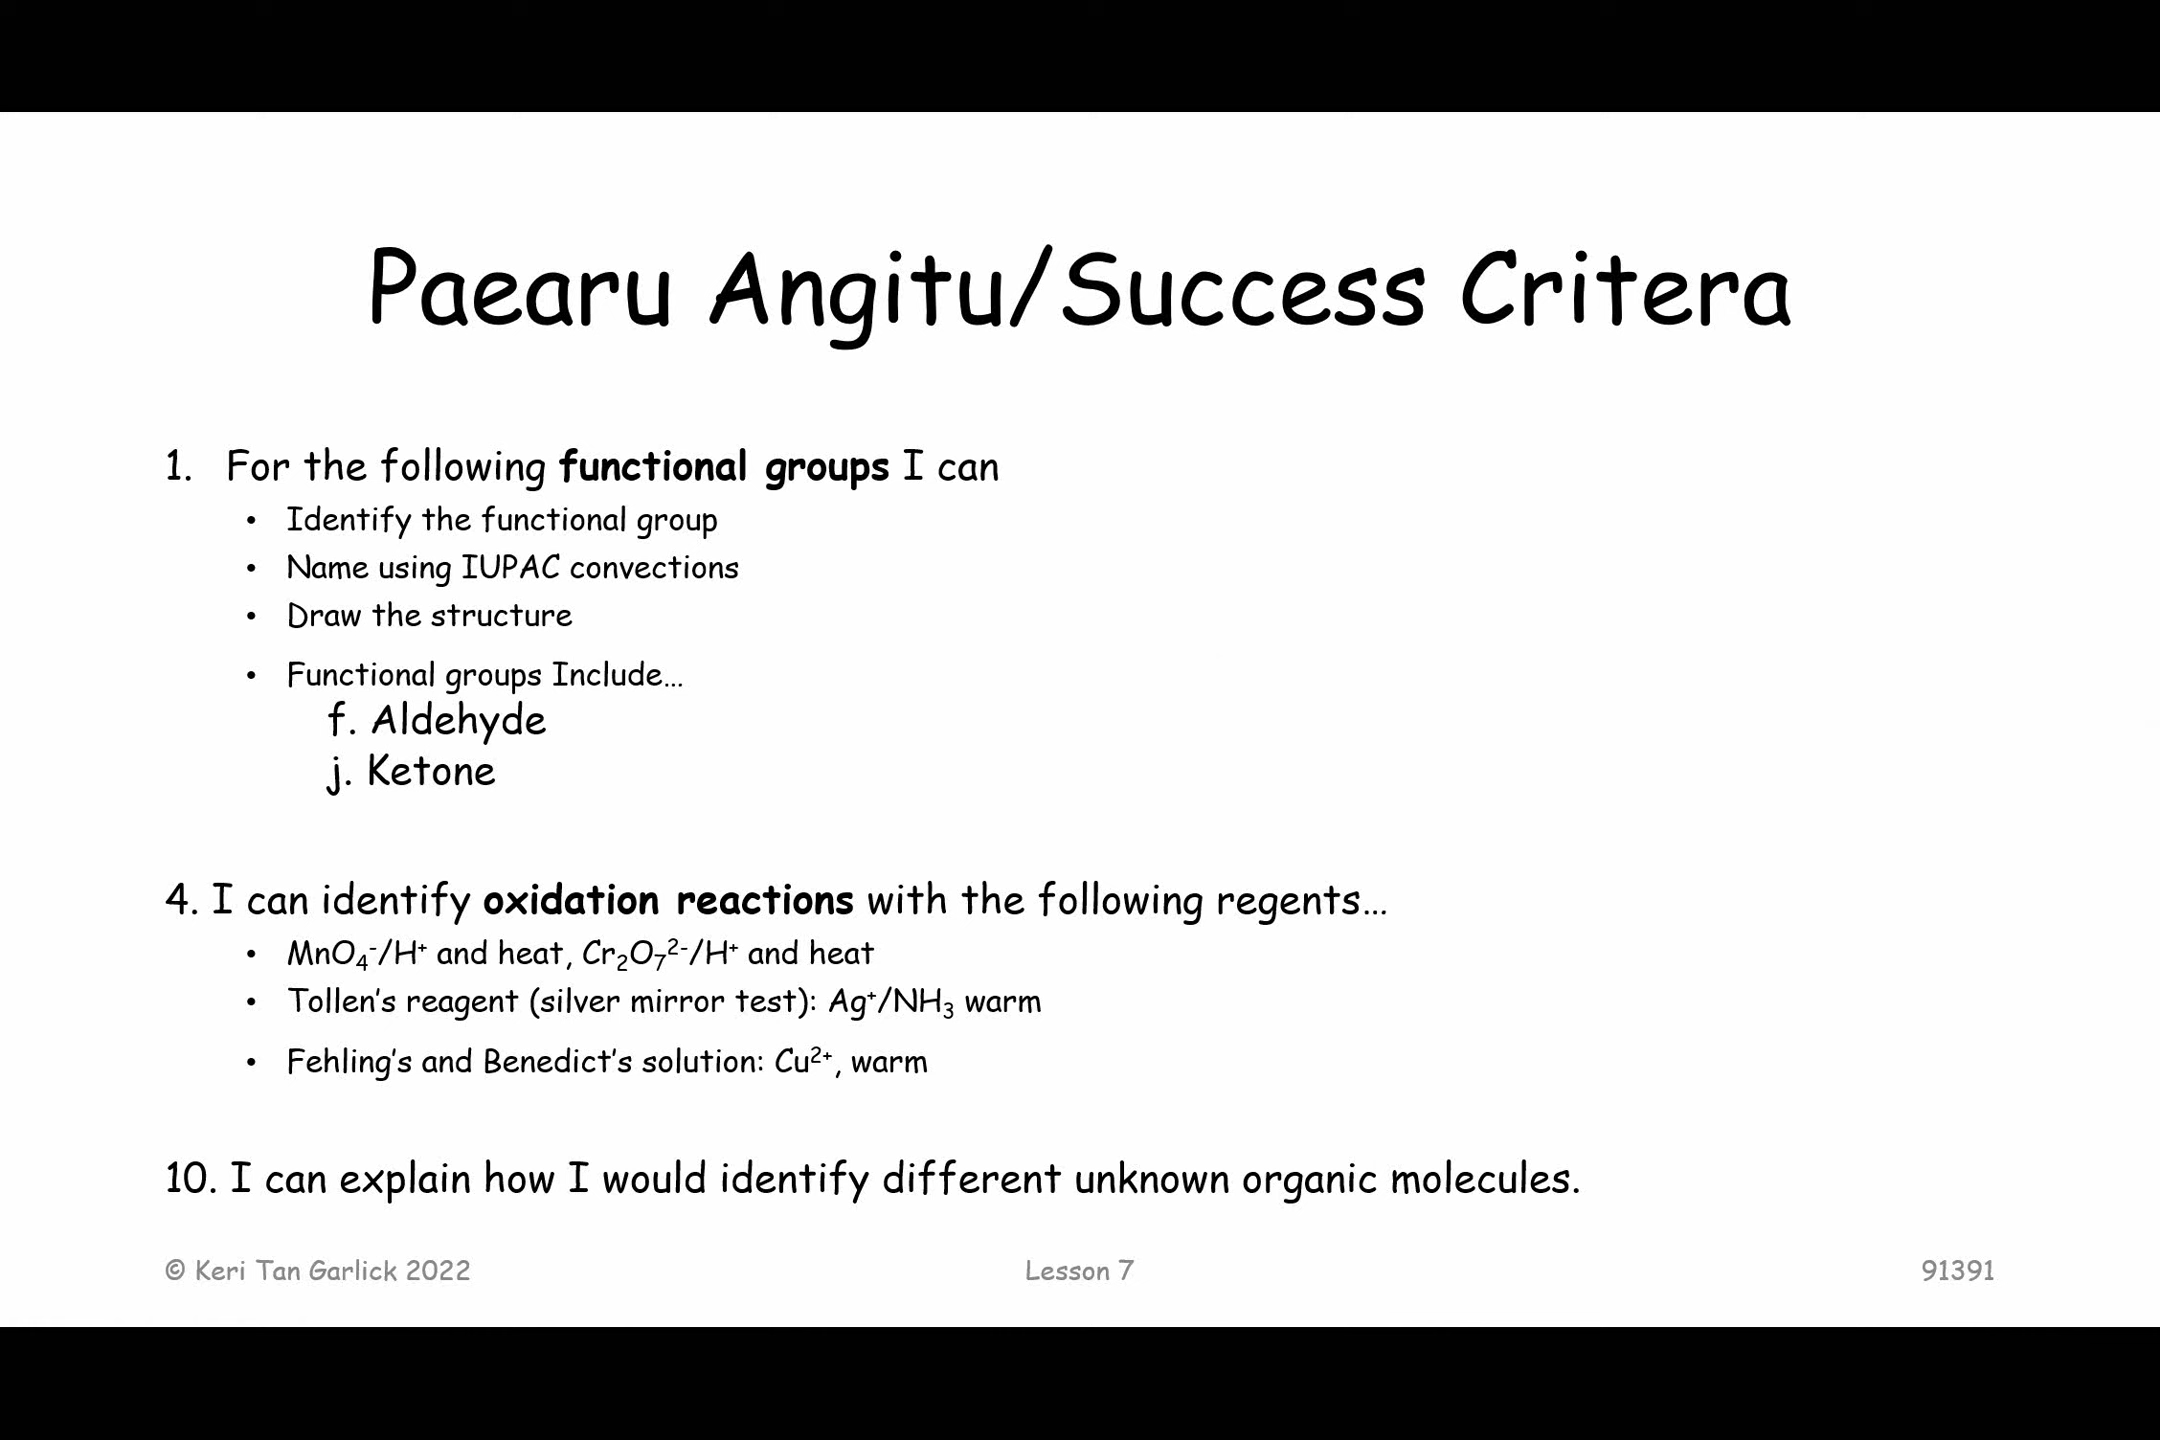 Paearu Angitu/Success Critera
1. For the following functional groups I can
• Identify the functional group
• Name using IUPAC convections
• Draw the structure
• Functional groups Include…
f. Aldehyde
j. Ketone
4. I can identify oxidation reactions with the following regents…
• MnO₄⁻/H⁺ and heat, Cr₂O₇²⁻/H⁺ and heat
• Tollen's reagent (silver mirror test): Ag⁺/NH₃ warm
• Fehling's and Benedict's solution: Cu²⁺, warm
10. I can explain how I would identify different unknown organic molecules.
© Keri Tan Garlick 2022
Lesson 7
91391